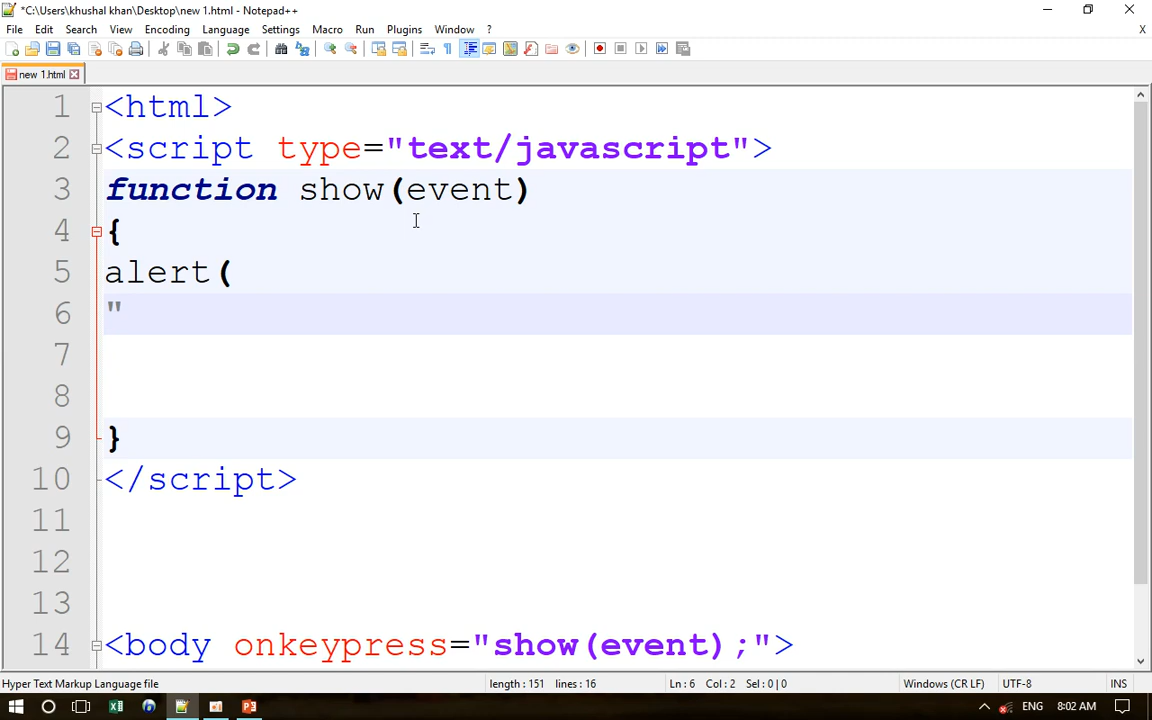 *C:\Users\khushal khan\Desktop\new 1.html - Notepad++
File Edit Search View Encoding Language Settings Tools Macro Run Plugins Window ? X
new 1.html
1 <html>
2 <script type="text/javascript">
3 function show(event)
4 {
5 alert(
6 "
7
8
9 }
10 </script>
11
12
13
14 <body onkeypress="show(event);">
Hyper Text Markup Language file length : 151 lines : 16 Ln : 6 Col : 2 Sel : 0 | 0 Windows (CR LF) UTF-8 INS
ENG 8:02 AM